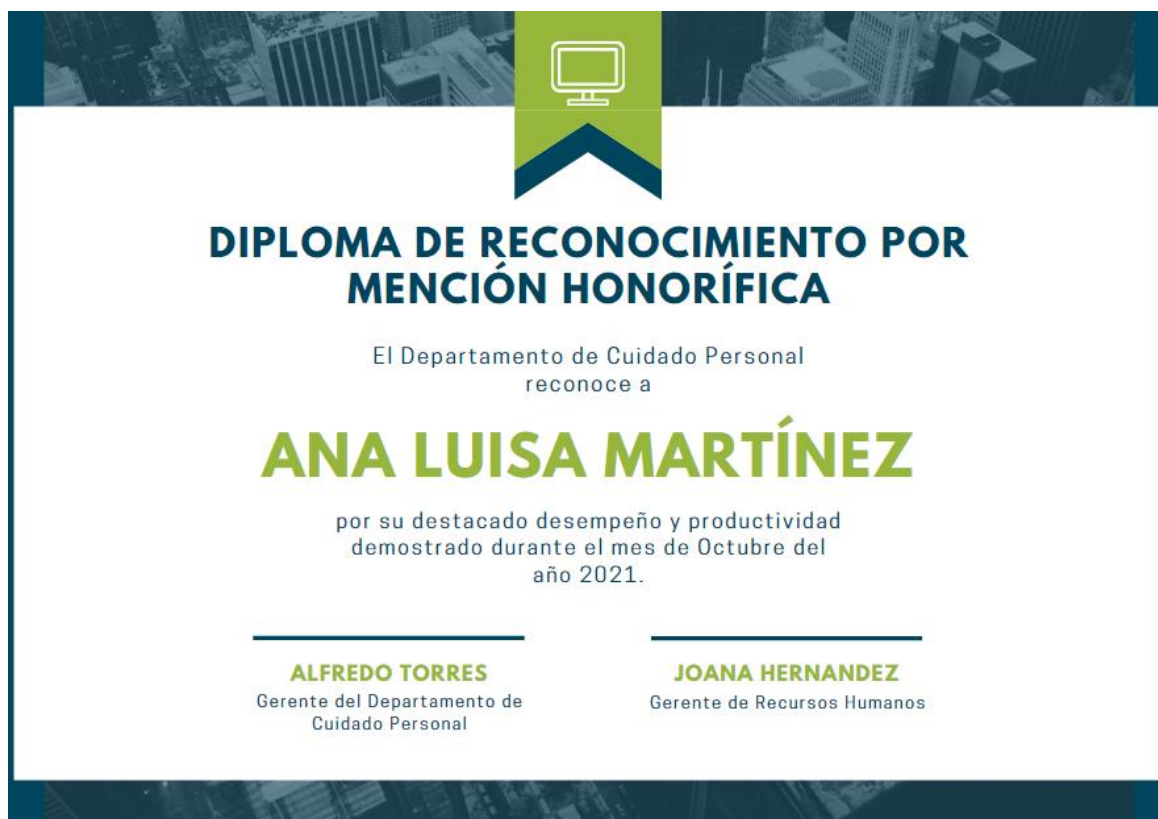 DIPLOMA DE RECONOCIMIENTO POR
MENCIÓN HONORÍFICA
El Departamento de Cuidado Personal
reconoce a
ANA LUISA MARTÍNEZ
por su destacado desempeño y productividad
demostrado durante el mes de Octubre del
año 2021.
ALFREDO TORRES
Gerente del Departamento de
Cuidado Personal
JOANA HERNANDEZ
Gerente de Recursos Humanos